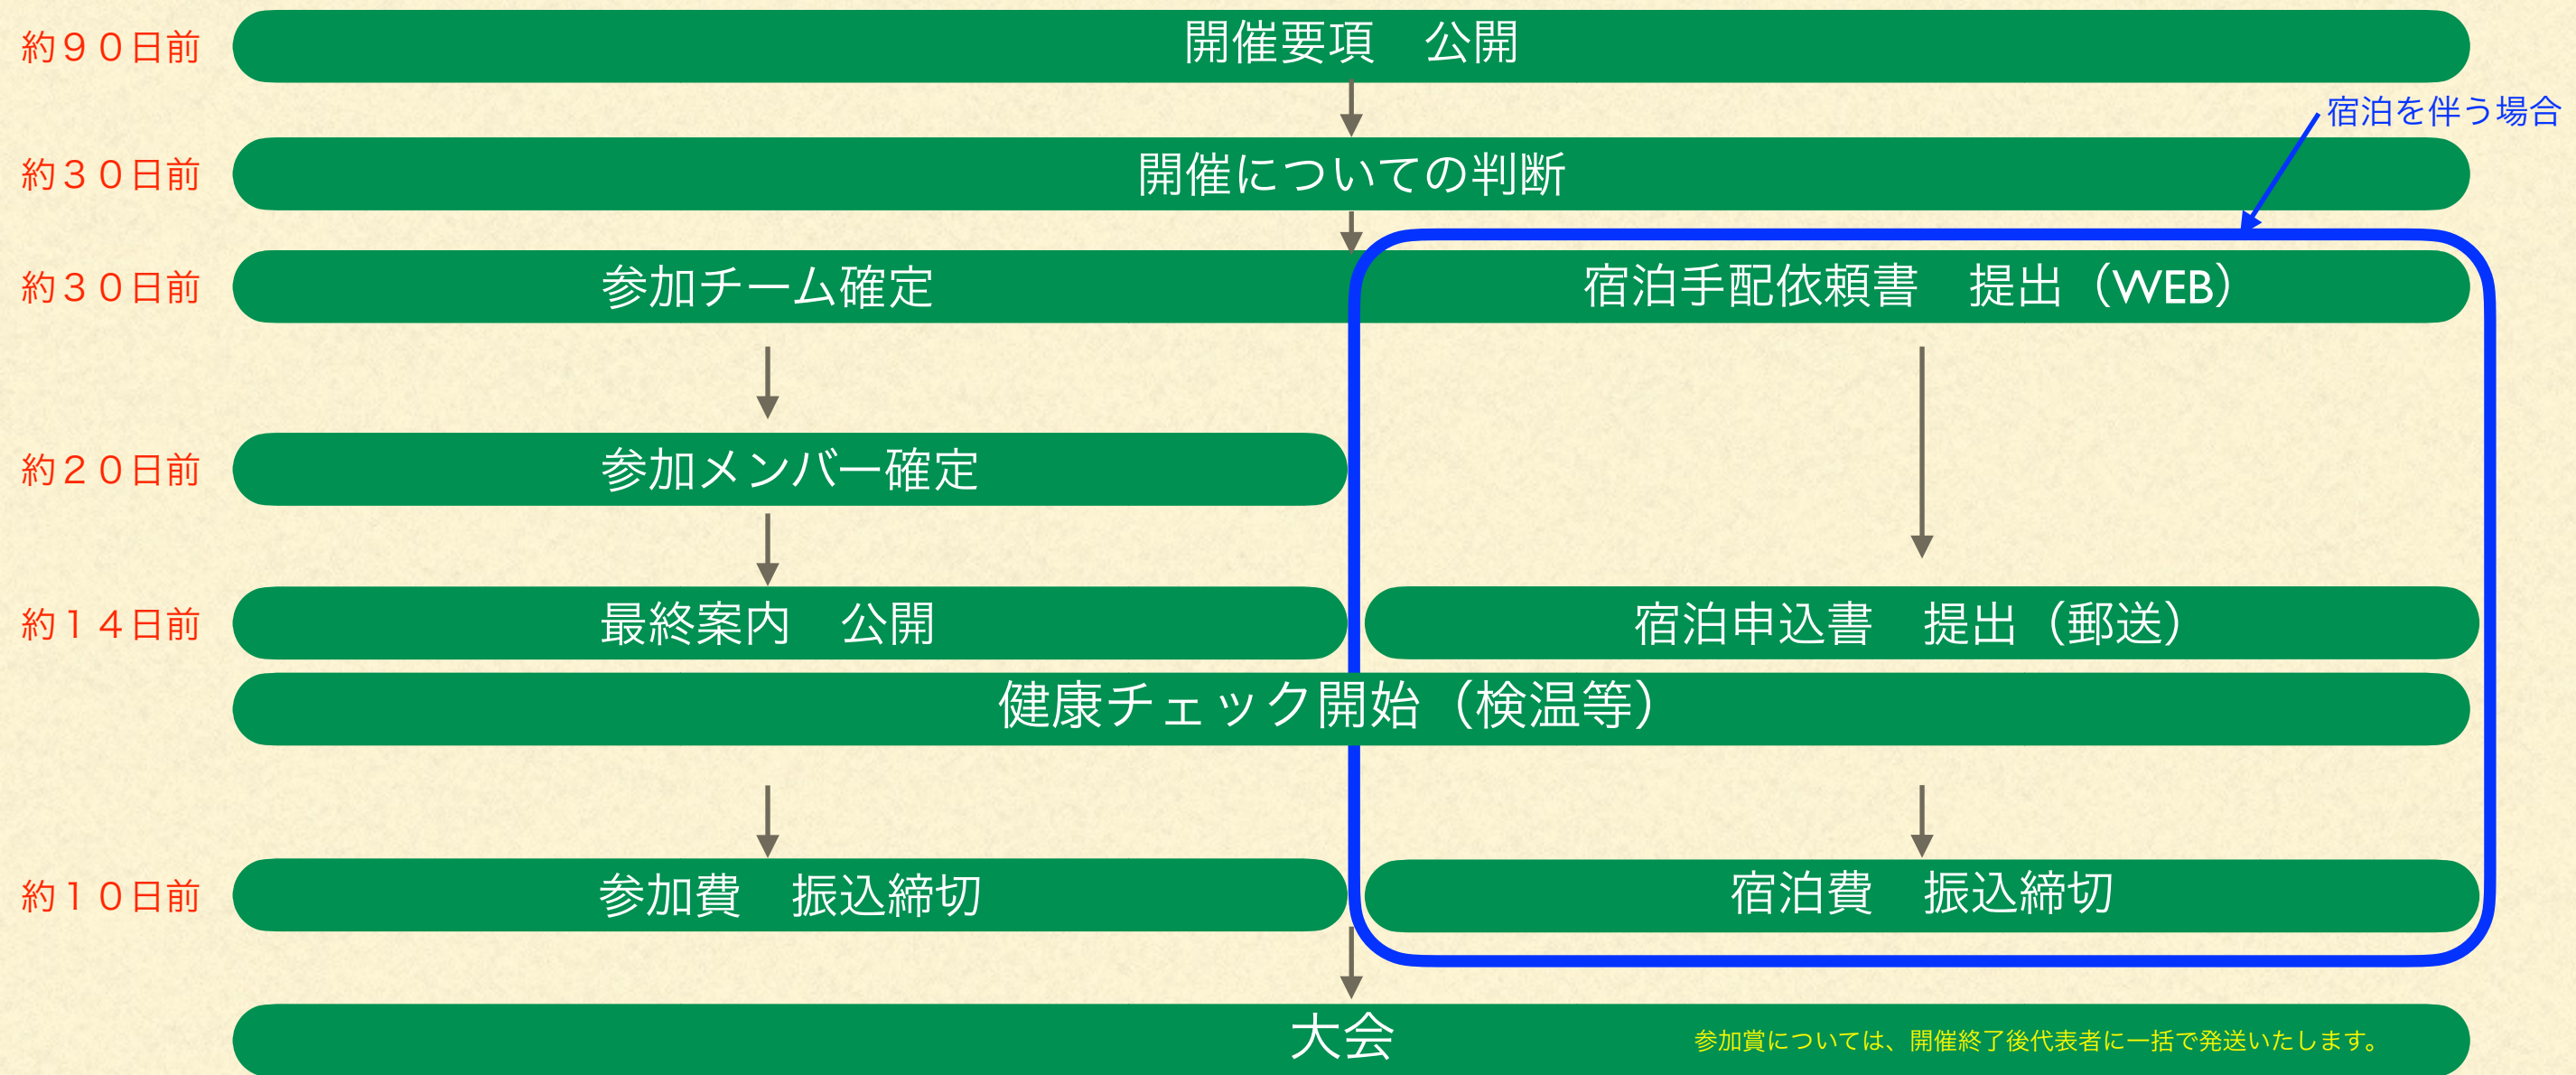 約９０日前
開催要項　公開
宿泊を伴う場合
約３０日前
開催についての判断
約３０日前
参加チーム確定
宿泊手配依頼書　提出（WEB）
約２０日前
参加メンバー確定
約１４日前
最終案内　公開
宿泊申込書　提出（郵送）
健康チェック開始（検温等）
約１０日前
参加費　振込締切
宿泊費　振込締切
大会
参加賞については、開催終了後代表者に一括で発送いたします。